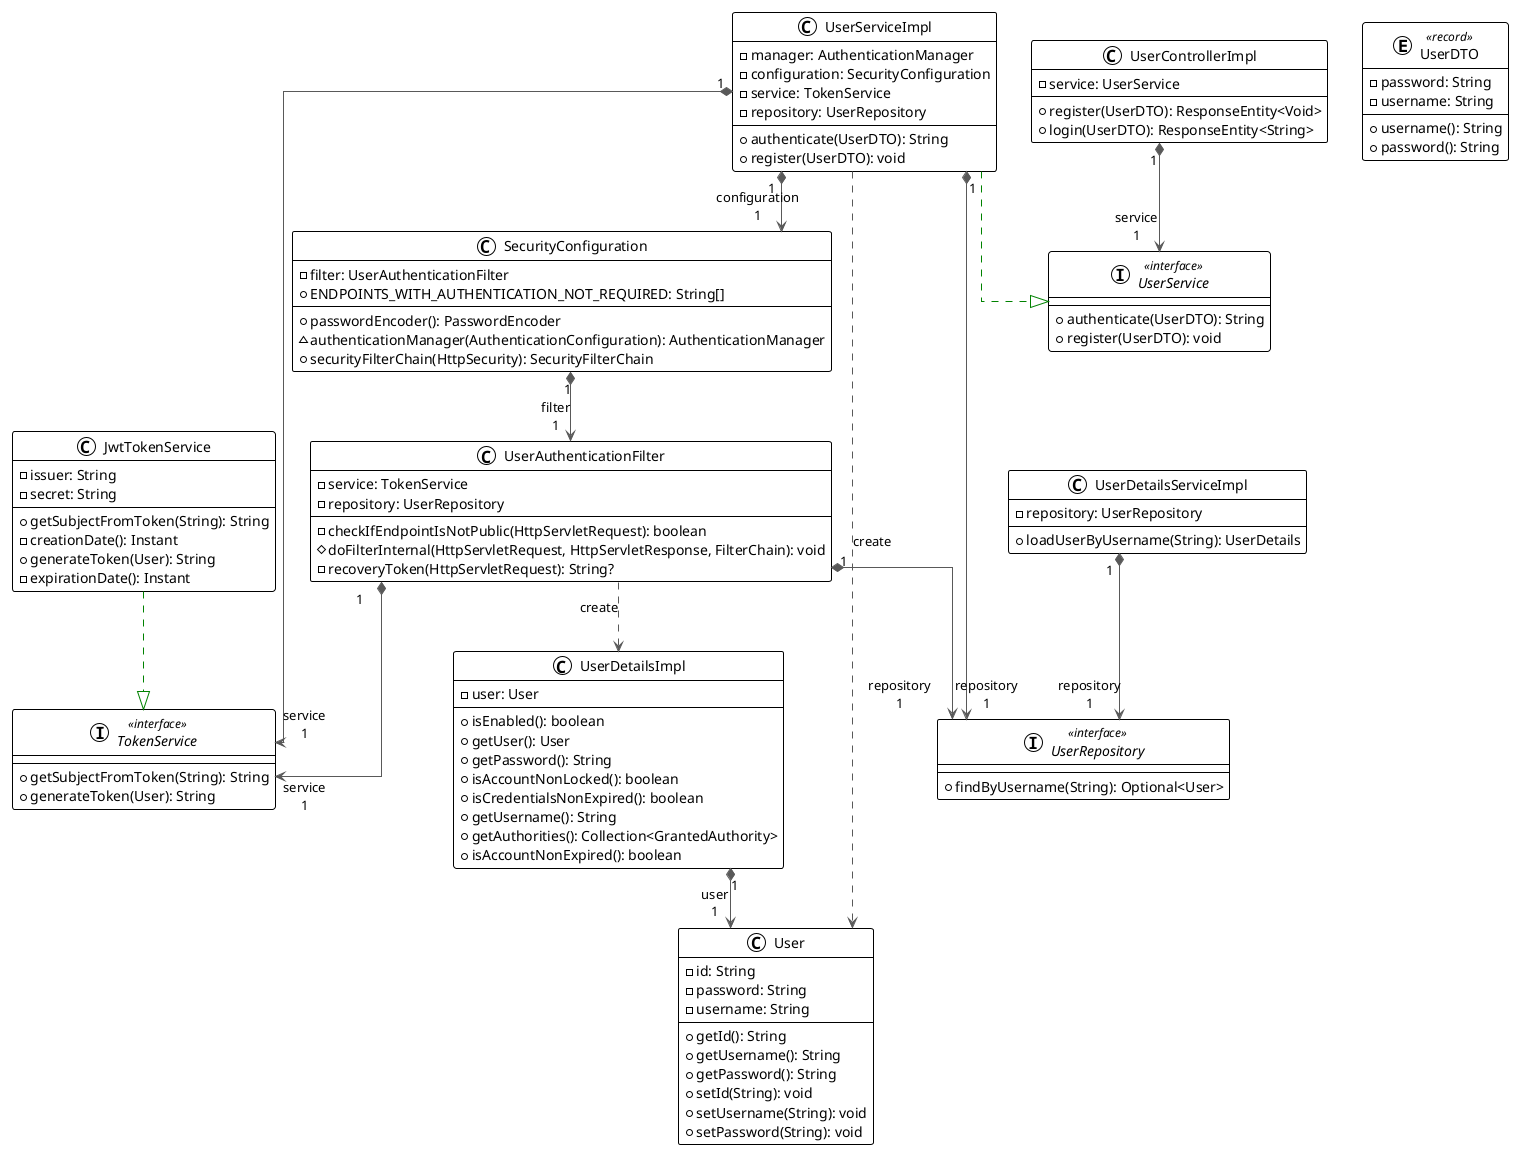 C UserServiceImpl
manager: AuthenticationManager
configuration: SecurityConfiguration
service: TokenService
repository: UserRepository
authenticate(UserDTO): String
register(UserDTO): void
C UserControllerImpl
service: UserService
register(UserDTO): ResponseEntity<Void>
login(UserDTO): ResponseEntity<String>
E «record»
UserDTO
password: String
username: String
username(): String
password(): String
1
1
configuration
1
1
1
service
1
C SecurityConfiguration
filter: UserAuthenticationFilter
ENDPOINTS_WITH_AUTHENTICATION_NOT_REQUIRED: String[]
passwordEncoder(): PasswordEncoder
~authenticationManager(AuthenticationConfiguration): AuthenticationManager
securityFilterChain(HttpSecurity): SecurityFilterChain
I «interface»
UserService
authenticate(UserDTO): String
register(UserDTO): void
1
filter
1
C JwtTokenService
issuer: String
secret: String
getSubjectFromToken(String): String
creationDate(): Instant
generateToken(User): String
expirationDate(): Instant
C UserAuthenticationFilter
service: TokenService
repository: UserRepository
checkIfEndpointIsNotPublic(HttpServletRequest): boolean
doFilterInternal(HttpServletRequest, HttpServletResponse, FilterChain): void
recoveryToken(HttpServletRequest): String?
create
1
C UserDetailsServiceImpl
repository: UserRepository
loadUserByUsername(String): UserDetails
1
1
create
I «interface»
TokenService
getSubjectFromToken(String): String
generateToken(User): String
service
1
service
1
C UserDetailsImpl
user: User
isEnabled(): boolean
getUser(): User
getPassword(): String
isAccountNonLocked(): boolean
isCredentialsNonExpired(): boolean
getUsername(): String
getAuthorities(): Collection<GrantedAuthority>
isAccountNonExpired(): boolean
repository
1
repository
1
repository
1
I «interface»
UserRepository
findByUsername(String): Optional<User>
1
user
1
C User
id: String
password: String
username: String
getId(): String
getUsername(): String
getPassword(): String
setId(String): void
setUsername(String): void
setPassword(String): void